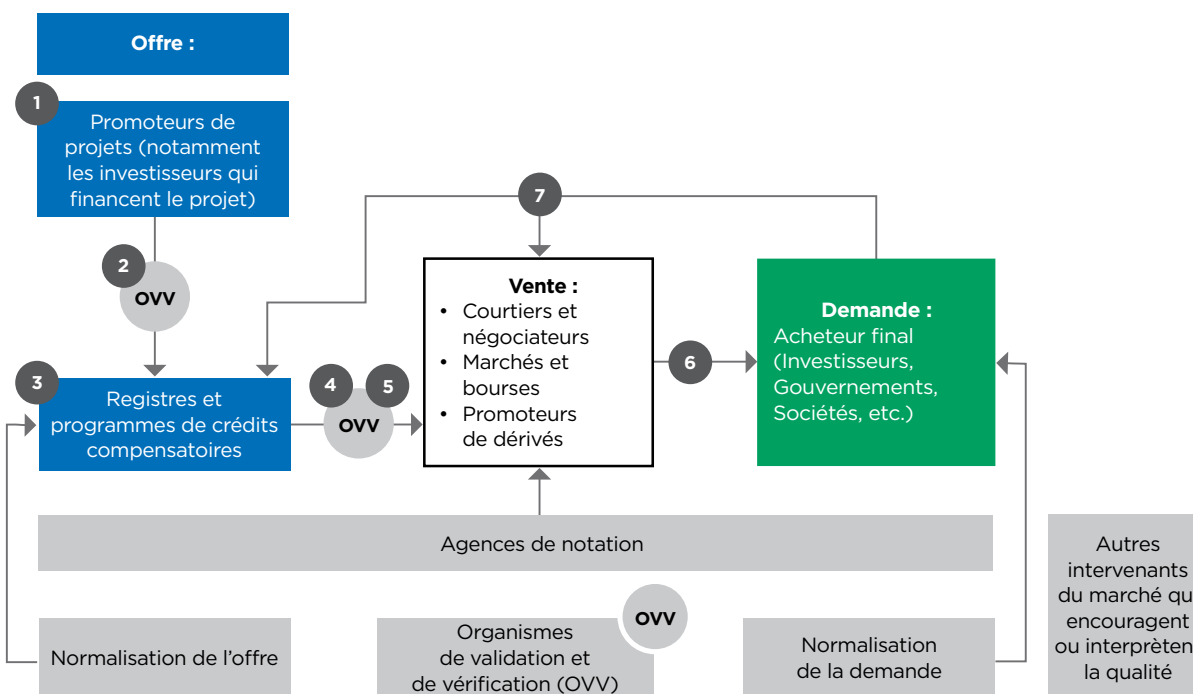 Offre :
1
Promoteurs de
projets (notamment
les investisseurs qui
financent le projet)
2
OVV
7
Vente :
• Courtiers et
négociateurs
• Marchés et
bourses
• Promoteurs
de dérivés
6
Demande :
Acheteur final
(Investisseurs,
Gouvernements,
Sociétés, etc.)
3
Registres et
programmes de crédits
compensatoires
4
5
OVV
Agences de notation
Normalisation de l’offre
OVV
Organismes
de validation et
de vérification (OVV)
Normalisation
de la demande
Autres
intervenants
du marché qu
encouragent
ou interprèten
la qualité